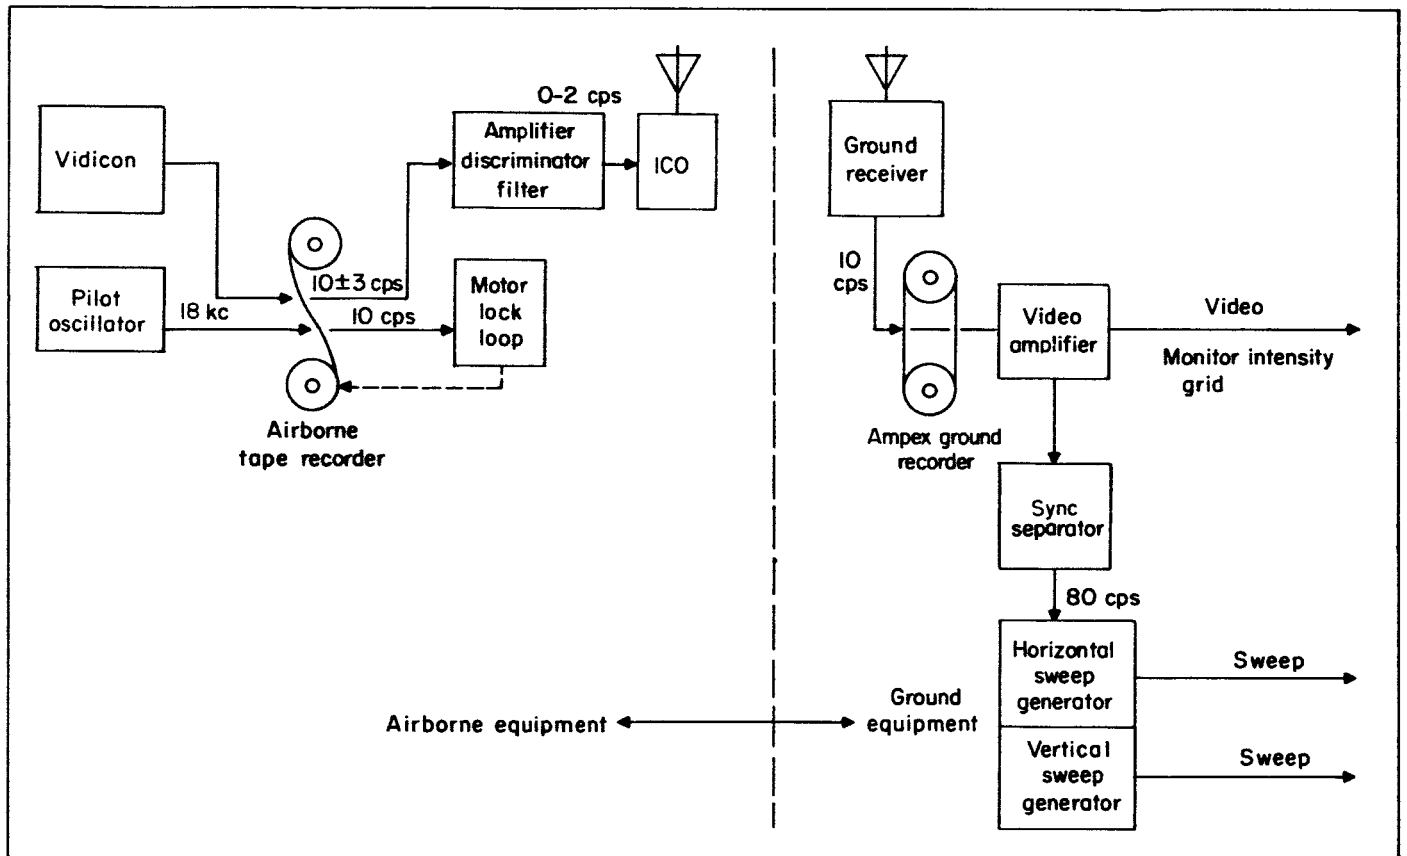 Vidicon
Pilot
oscillator
18 kc
10±3 cps
10 cps
Airborne
tape recorder
0-2 cps
Amplifier
discriminator
filter
ICO
Motor
lock
loop
Airborne equipment
Ground
equipment
Ground
receiver
10
cps
Ampex ground
recorder
Video
amplifier
Video
Monitor intensity
grid
Sync
separator
80 cps
Horizontal
sweep
generator
Sweep
Vertical
sweep
generator
Sweep